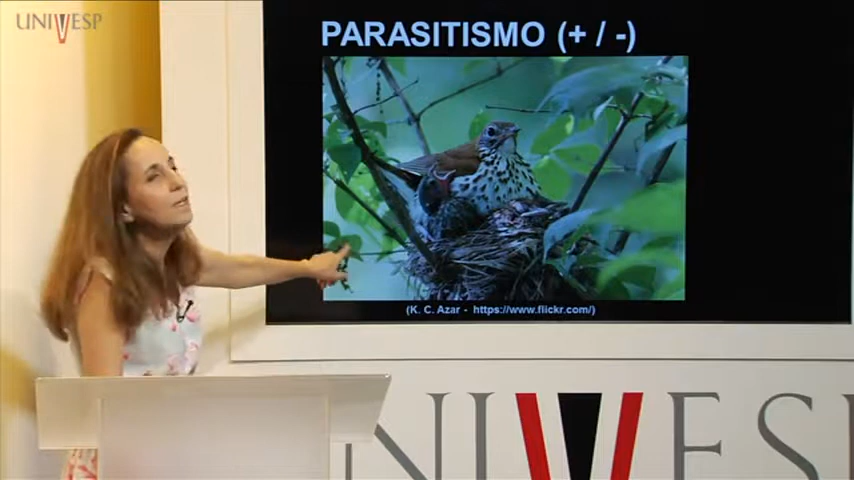 UNIVESP
PARASITISMO (+ / -)
(K. C. Azar - https://www.flickr.com/)
UNIVESP